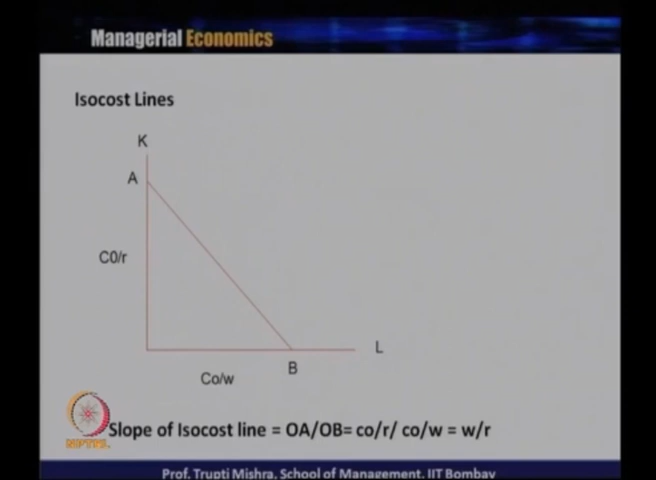 Managerial Economics
Isocost Lines
K
A
C0/r
L
B
Co/w
Slope of Isocost line = OA/OB= co/r/ co/w = w/r
NPTEL
Prof. Trupti Mishra, School of Management, IIT Bombay